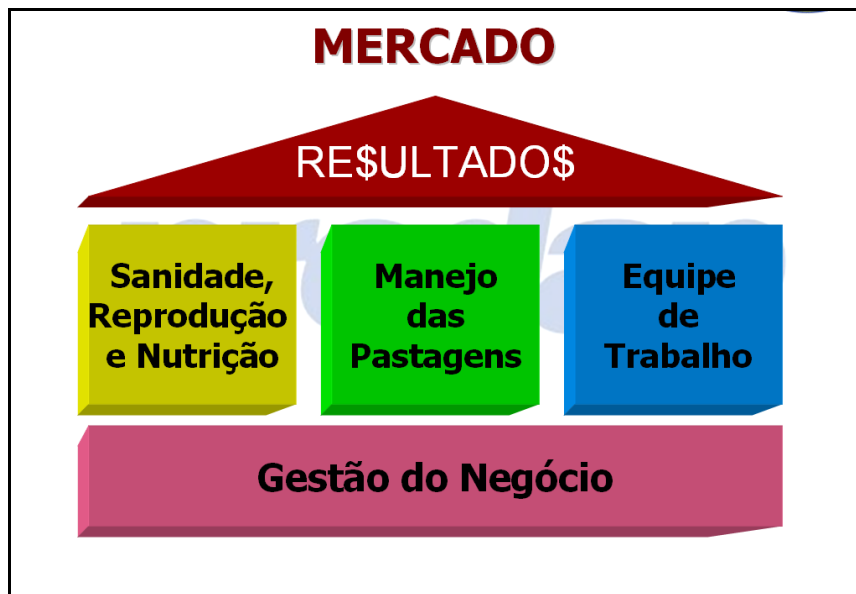 MERCADO
RE$ULTADO$
Sanidade,
Reprodução
e Nutrição
Manejo
das
Pastagens
Equipe
de
Trabalho
Gestão do Negócio